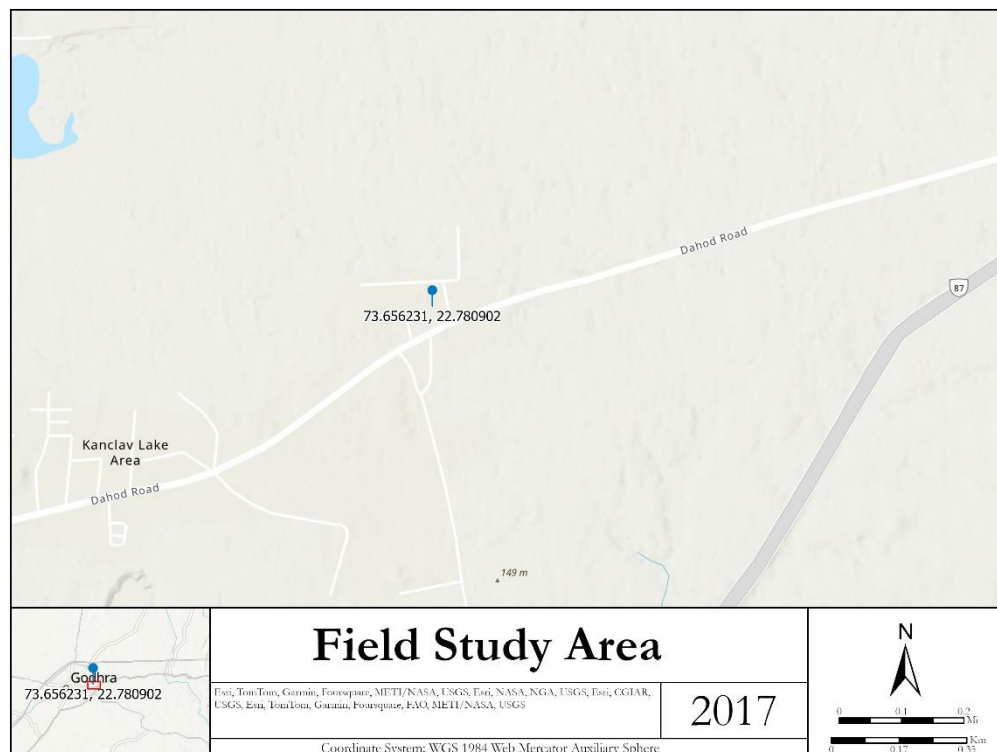 Dahod Road
87
73.656231, 22.780902
Kanclav Lake
Area
Dahod Road
149 m
Godhra
73.656231, 22.780902
Field Study Area
Esri, TomTom, Garmin, Foursquare, METI/NASA, USGS, Esri, NASA, NGA, USGS, Esri, CGIAR,
USGS, Esri, TomTom, Garmin, Foursquare, FAO, METI/NASA, USGS
2017
Coordinate System: WGS 1984 Web Mercator Auxiliary Sphere
N
0 0.1 0.2
Mi
Km
0 0.17 0.35